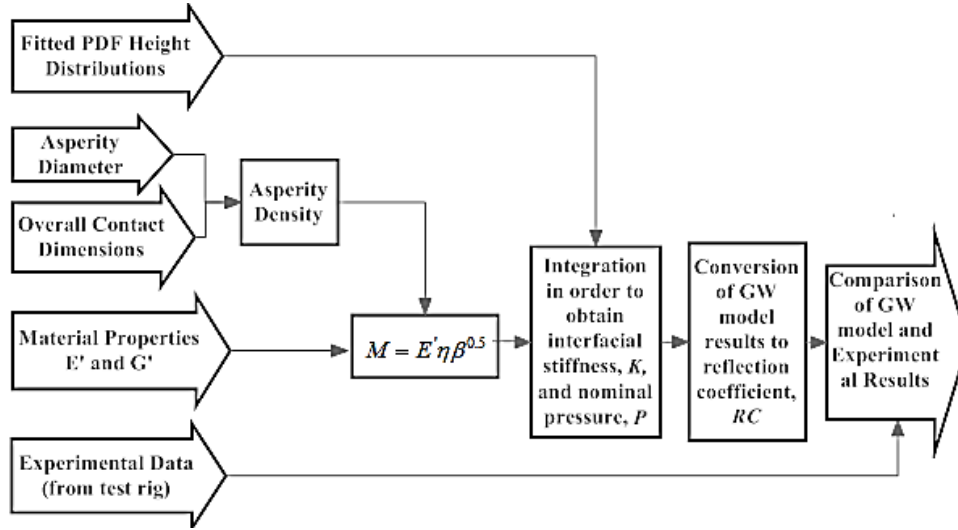 Fitted PDF Height
Distributions
Asperity
Diameter
Overall Contact
Dimensions
Asperity
Density
Material Properties
E' and G'
M = E'ηβ^0.5
Integration
in order to
obtain
interfacial
stiffness, K,
and nominal
pressure, P
Conversion
of GW
model
results to
reflection
coefficient,
RC
Comparison
of GW
model and
Experiment
al Results
Experimental Data
(from test rig)